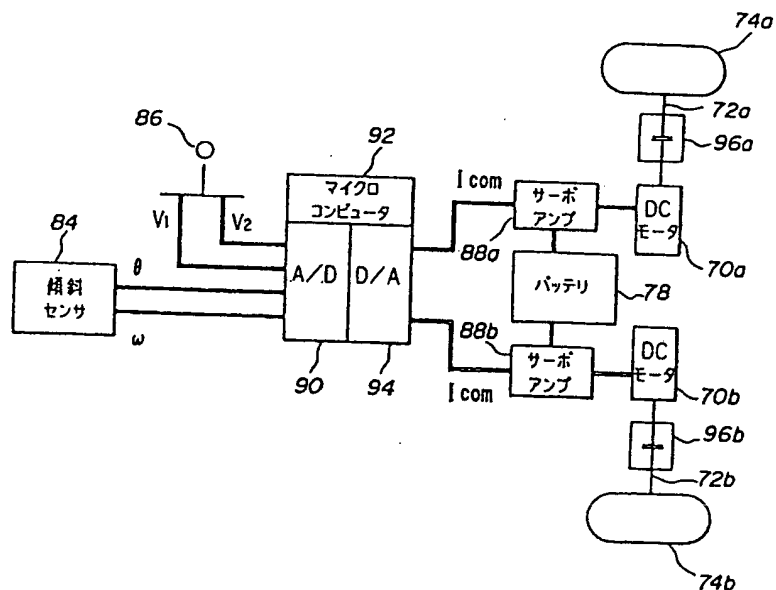 74a
72a
96a
86
92
マイクロ
コンピュータ
I com
サーボ
アンプ
DC
モータ
V1
V2
88a
70a
84
傾斜
センサ
θ
ω
A/D
D/A
バッテリ
78
88b
サーボ
アンプ
DC
モータ
90
94
I com
70b
96b
72b
74b